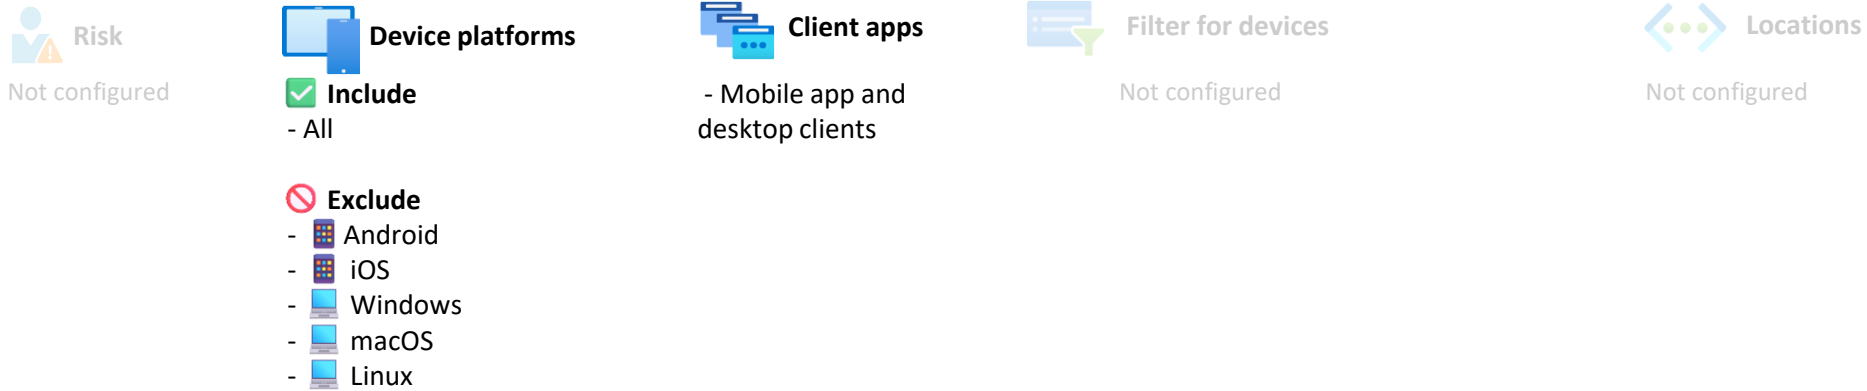 Risk
Not configured
Device platforms
Include
- All
Exclude
- Android
- iOS
- Windows
- macOS
- Linux
Client apps
- Mobile app and
desktop clients
Filter for devices
Not configured
Locations
Not configured